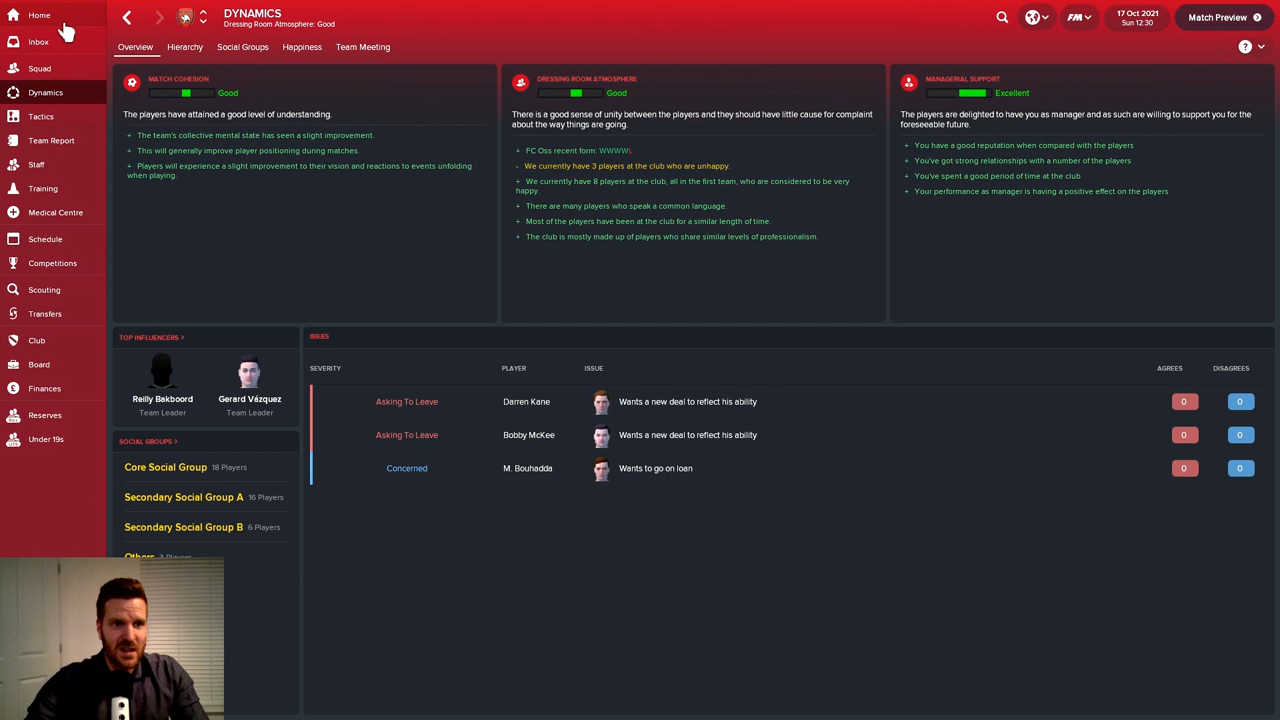 Home
Inbox
Squad
Dynamics
Tactics
Team Report
Staff
Training
Medical Centre
Schedule
Competitions
Scouting
Transfers
Club
Board
Finances
Reserves
Under 19s
DYNAMICS
Dressing Room Atmosphere: Good
FM
17 Oct 2021
Sun 12:30
Match Preview
Overview
Hierarchy
Social Groups
Happiness
Team Meeting
?
MATCH COHESION
Good
The players have attained a good level of understanding.
+ The team's collective mental state has seen a slight improvement.
+ This will generally improve player positioning during matches.
+ Players will experience a slight improvement to their vision and reactions to events unfolding
when playing.
DRESSING ROOM ATMOSPHERE
Good
There is a good sense of unity between the players and they should have little cause for complaint
about the way things are going.
+ FC Oss recent form: WWWWL
- We currently have 3 players at the club who are unhappy.
+ We currently have 8 players at the club, all in the first team, who are considered to be very
happy.
+ There are many players who speak a common language.
+ Most of the players have been at the club for a similar length of time.
+ The club is mostly made up of players who share similar levels of professionalism.
MANAGERIAL SUPPORT
Excellent
The players are delighted to have you as manager and as such are willing to support you for the
foreseeable future.
+ You have a good reputation when compared with the players
+ You've got strong relationships with a number of the players
+ You've spent a good period of time at the club
+ Your performance as manager is having a positive effect on the players
TOP INFLUENCERS >
Reilly Bakboord
Team Leader
Gerard Vázquez
Team Leader
SOCIAL GROUPS >
Core Social Group 18 Players
Secondary Social Group A 16 Players
Secondary Social Group B 6 Players
Others 3 Players
ISSUES
SEVERITY PLAYER ISSUE AGREES DISAGREES
Asking To Leave Darren Kane Wants a new deal to reflect his ability 0 0
Asking To Leave Bobby McKee Wants a new deal to reflect his ability 0 0
Concerned M. Bouhadda Wants to go on loan 0 0